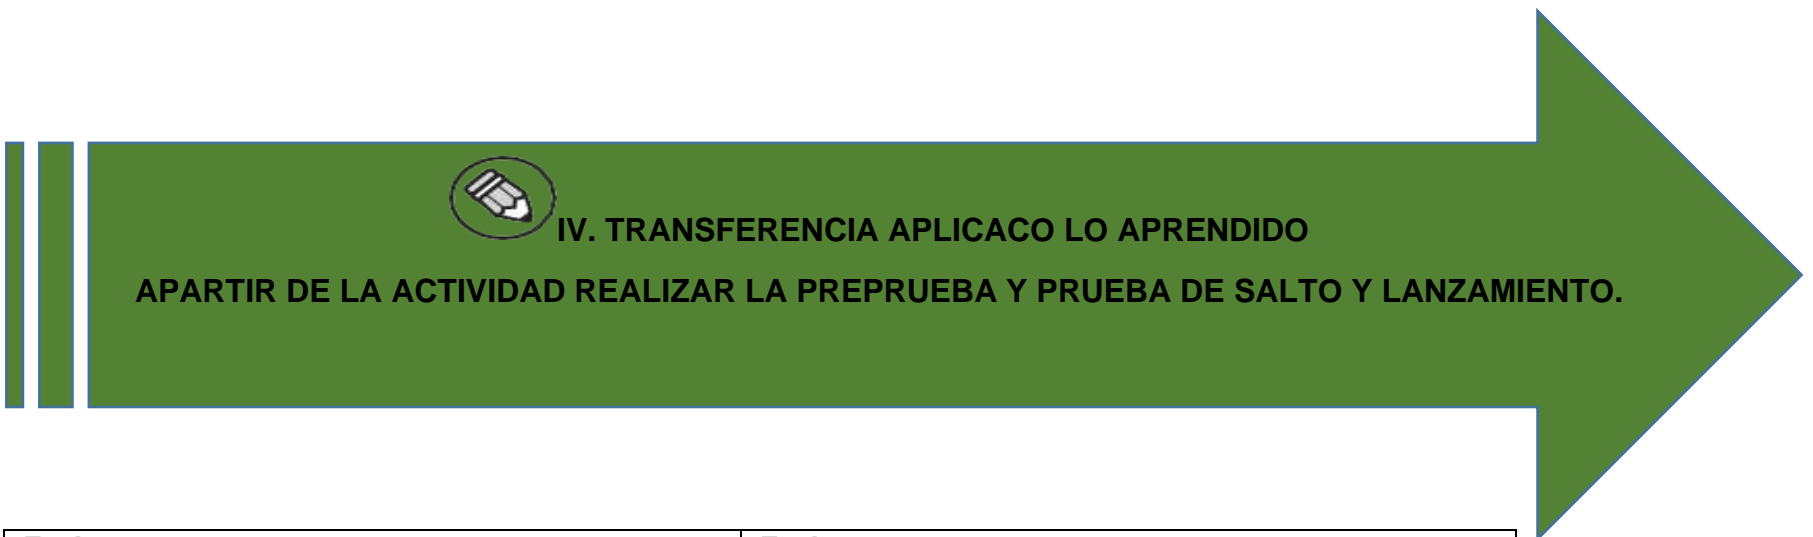 IV. TRANSFERENCIA APLICACO LO APRENDIDO
APARTIR DE LA ACTIVIDAD REALIZAR LA PREPRUEBA Y PRUEBA DE SALTO Y LANZAMIENTO.